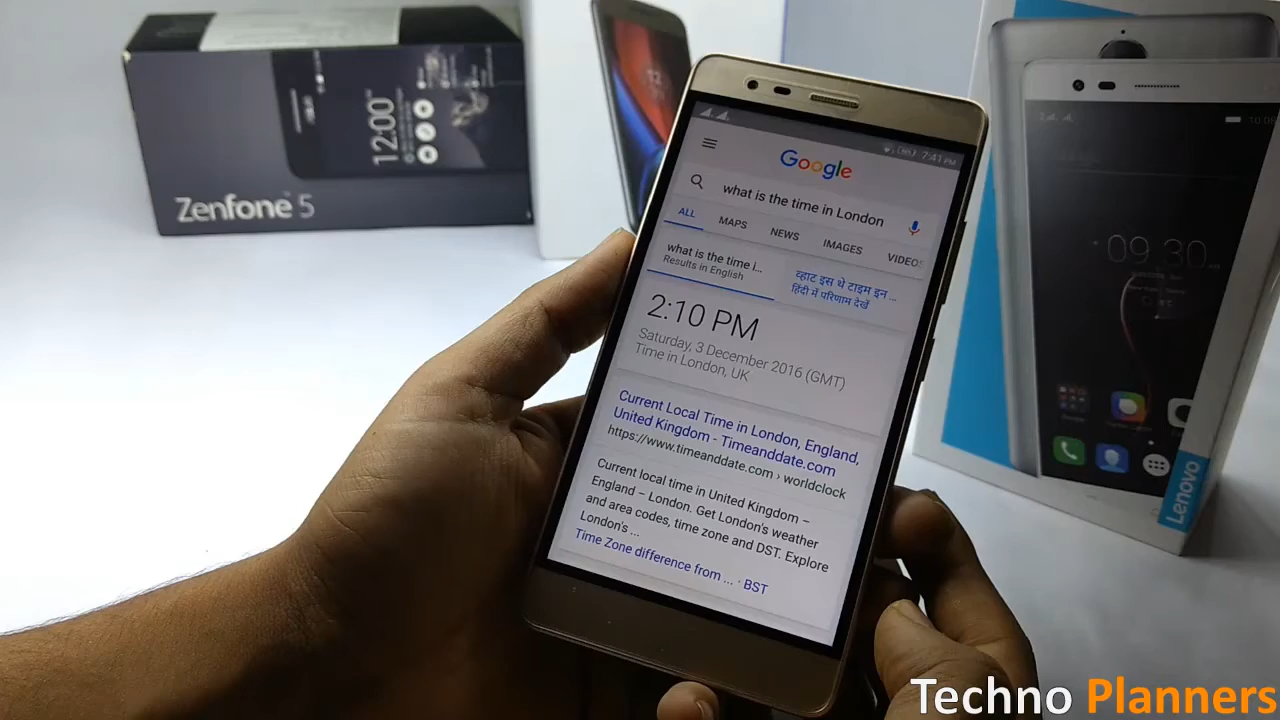 Zenfone 5
12:00
7:41 PM
Google
what is the time in London
ALL MAPS NEWS IMAGES VIDEOS
what is the time i...
Results in English
व्हाट इस थे टाइम इन ...
हिंदी में परिणाम देखें
2:10 PM
Saturday, 3 December 2016 (GMT)
Time in London, UK
Current Local Time in London, England,
United Kingdom - Timeanddate.com
https://www.timeanddate.com › worldclock
Current local time in United Kingdom –
England – London. Get London's weather
and area codes, time zone and DST. Explore
London's ...
Time Zone difference from ... · BST
09:30
Lenovo
Techno Planners